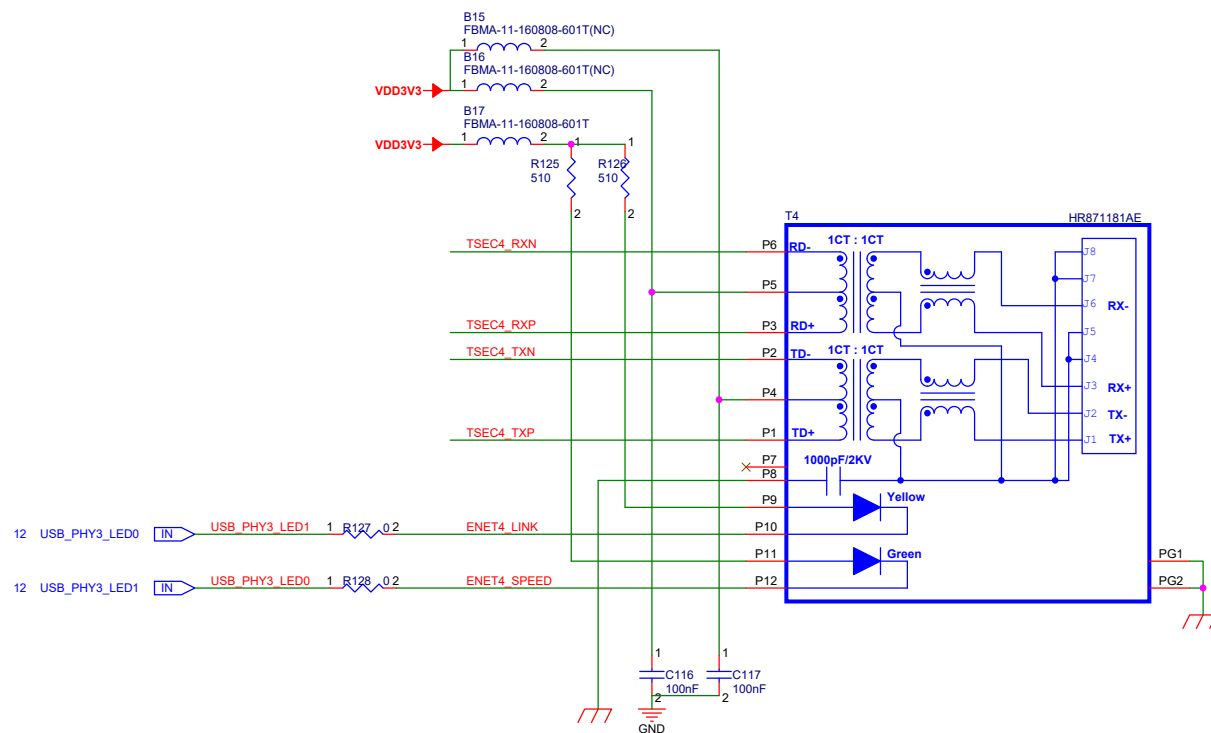 B15
FBMA-11-160808-601T(NC)
1 2
B16
FBMA-11-160808-601T(NC)
VDD3V3 1 2
B17
FBMA-11-160808-601T
VDD3V3 1 2 1 1
R125 R126
510 510
2 2
T4 HR871181AE
TSEC4_RXN P6 RD- 1CT : 1CT J8
J7
P5
J6 RX-
TSEC4_RXP P3 RD+ J5
TSEC4_TXN P2 TD- 1CT : 1CT J4
J3 RX+
P4
J2 TX-
TSEC4_TXP P1 TD+ J1 TX+
P7 1000pF/2KV
P8
P9 Yellow
12 USB_PHY3_LED0 IN USB_PHY3_LED1 1 R127 0 2 ENET4_LINK P10
P11 Green PG1
12 USB_PHY3_LED1 IN USB_PHY3_LED0 1 R128 0 2 ENET4_SPEED P12 PG2
1 1
C116 C117
100nF 100nF
2 2
GND